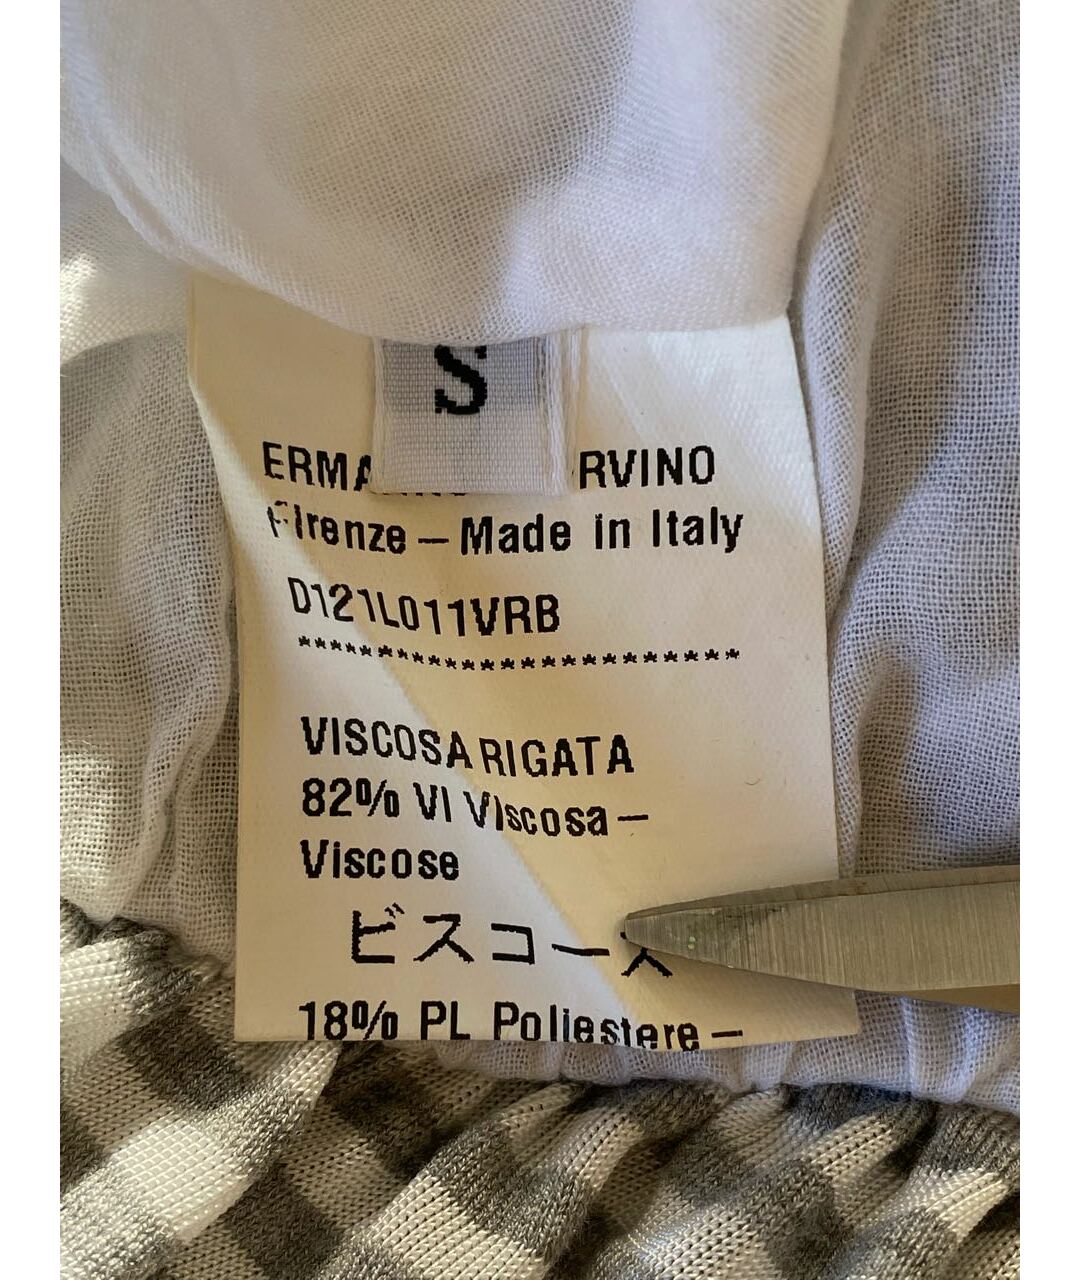 S
RVINO
Firenze – Made in Italy
D121L011VRB
***************************
VISCOSA RIGATA
82% VI Viscosa –
Viscose
ビスコース
18% PL Poliestere –